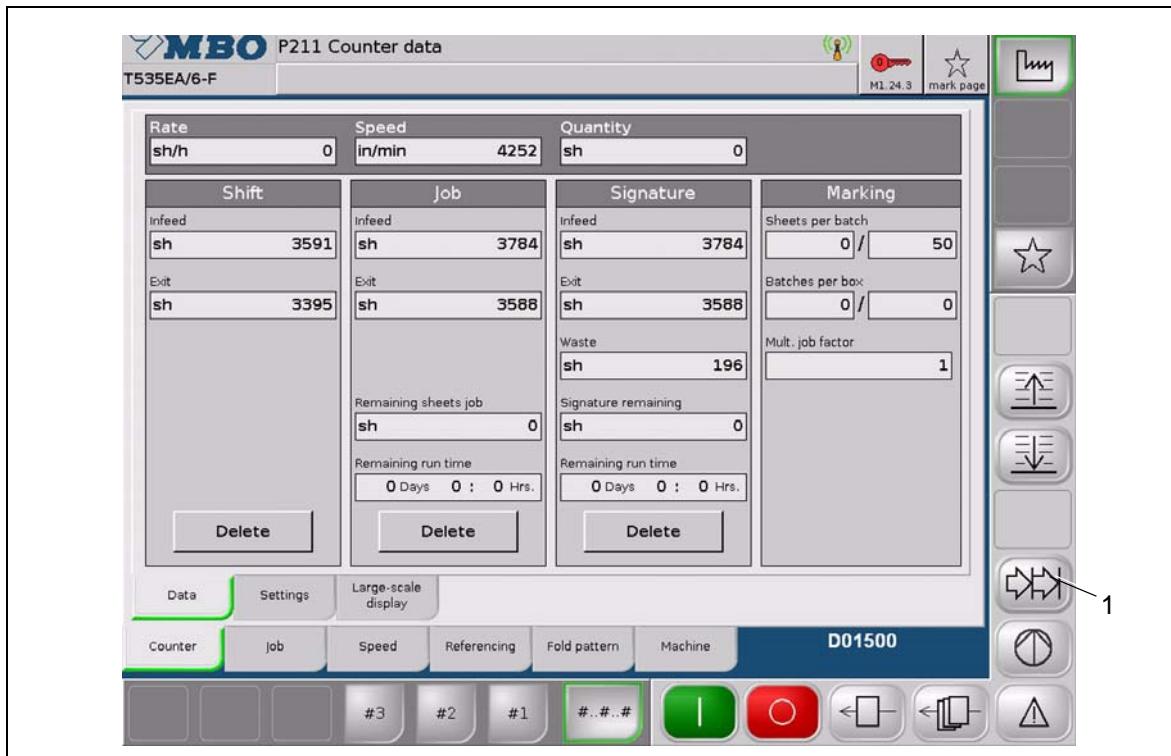 MBO P211 Counter data
T535EA/6-F
M1.24.3 mark page
Rate Speed Quantity
sh/h 0 in/min 4252 sh 0
Shift Job Signature Marking
Infeed Infeed Infeed Sheets per batch
sh 3591 sh 3784 sh 3784 0 / 50
Exit Exit Exit Batches per box
sh 3395 sh 3588 sh 3588 0 / 0
Waste Mult. job factor
sh 196 1
Remaining sheets job Signature remaining
sh 0 sh 0
Remaining run time Remaining run time
0 Days 0 : 0 Hrs. 0 Days 0 : 0 Hrs.
Delete Delete Delete
Data Settings Large-scale display
1
Counter Job Speed Referencing Fold pattern Machine D01500
#3 #2 #1 #..#..#